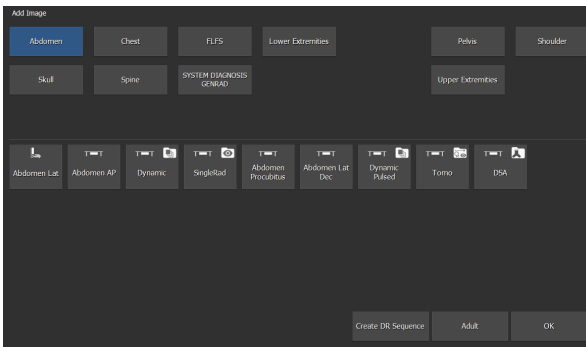 Add Image
Abdomen
Chest
FLFS
Lower Extremities
Pelvis
Shoulder
Skull
Spine
SYSTEM DIAGNOSIS
GENRAD
Upper Extremities
Abdomen Lat
Abdomen AP
Dynamic
SingleRad
Abdomen
Procubitus
Abdomen Lat
Dec
Dynamic
Pulsed
Tomo
DSA
Create DR Sequence
Adult
OK